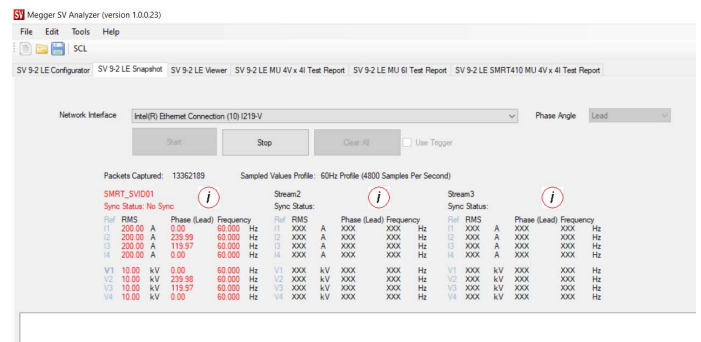 SV Megger SV Analyzer (version 1.0.0.23)
File Edit Tools Help
SCL
SV 9-2 LE Configurator SV 9-2 LE Snapshot SV 9-2 LE Viewer SV 9-2 LE MU 4V x 4I Test Report SV 9-2 LE MU 6I Test Report SV 9-2 LE SMRT410 MU 4V x 4I Test Report
Network Interface Intel(R) Ethernet Connection (10) I219-V Phase Angle Lead
Start Stop Clear All Use Trigger
Packets Captured: 13362189 Sampled Values Profile: 60Hz Profile (4800 Samples Per Second)
SMRT_SVID01 i Stream2 i Stream3 i
Sync Status: No Sync Sync Status: Sync Status:
Ref RMS Phase (Lead) Frequency Ref RMS Phase (Lead) Frequency Ref RMS Phase (Lead) Frequency
I1 200.00 A 0.00 60.000 Hz I1 XXX A XXX XXX Hz I1 XXX A XXX XXX Hz
I2 200.00 A 239.99 60.000 Hz I2 XXX A XXX XXX Hz I2 XXX A XXX XXX Hz
I3 200.00 A 119.97 60.000 Hz I3 XXX A XXX XXX Hz I3 XXX A XXX XXX Hz
I4 200.00 A 0.00 60.000 Hz I4 XXX A XXX XXX Hz I4 XXX A XXX XXX Hz
V1 10.00 kV 0.00 60.000 Hz V1 XXX kV XXX XXX Hz V1 XXX kV XXX XXX Hz
V2 10.00 kV 239.98 60.000 Hz V2 XXX kV XXX XXX Hz V2 XXX kV XXX XXX Hz
V3 10.00 kV 119.97 60.000 Hz V3 XXX kV XXX XXX Hz V3 XXX kV XXX XXX Hz
V4 10.00 kV 0.00 60.000 Hz V4 XXX kV XXX XXX Hz V4 XXX kV XXX XXX Hz